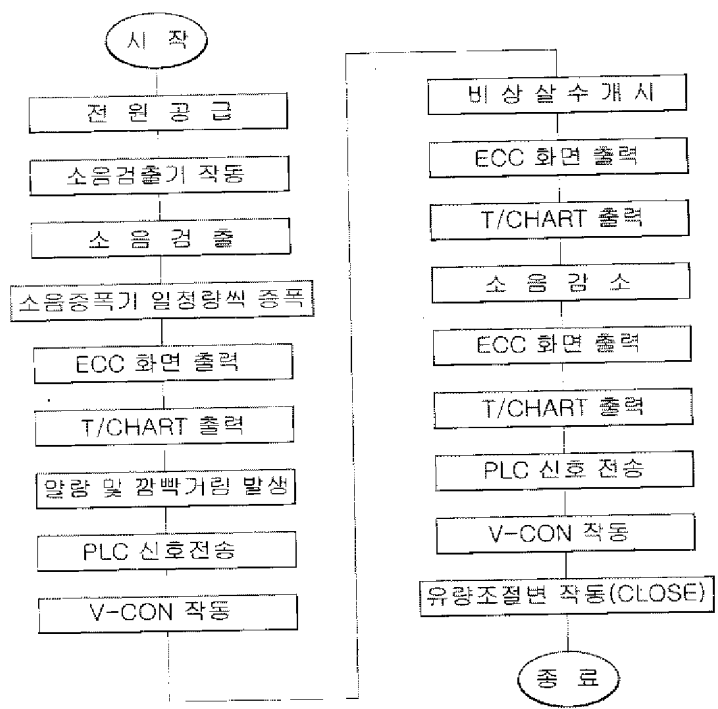 시 작
전 원 공 급
소음검출기 작동
소 음 검 출
소음증폭기 일정량씩 증폭
ECC 화면 출력
T/CHART 출력
알람 및 깜빡거림 발생
PLC 신호전송
V-CON 작동
비 상 살 수 개 시
ECC 화면 출력
T/CHART 출력
소 음 감 소
ECC 화면 출력
T/CHART 출력
PLC 신호 전송
V-CON 작동
유량조절변 작동(CLOSE)
종 료